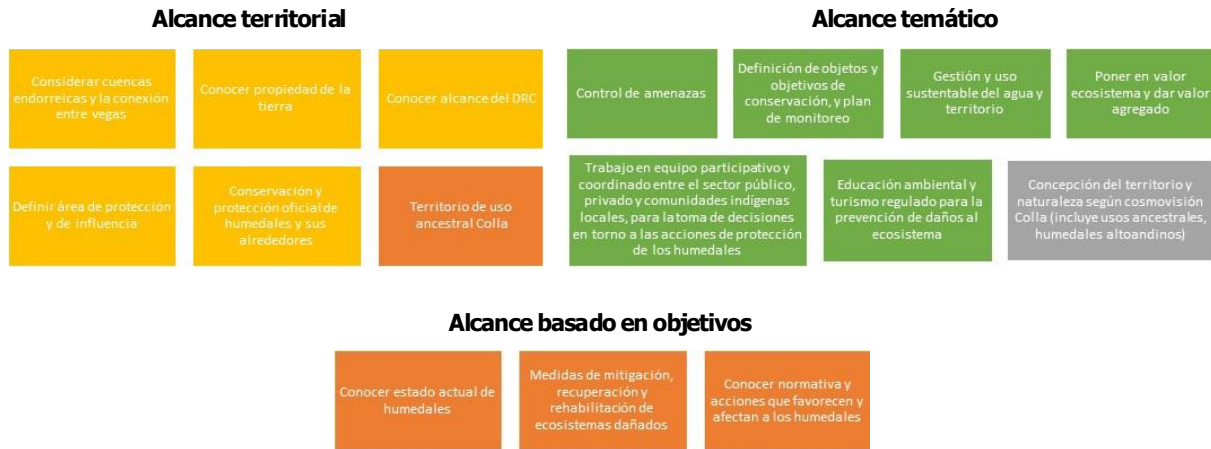 Alcance territorial
Considerar cuencas
endorreicas y la conexión
entre vegas
Conocer propiedad de la
tierra
Conocer alcance del DRC
Definir área de protección
y de influencia
Conservación y
protección oficial de
humedales y sus
alrededores
Territorio de uso
ancestral Colla
Alcance temático
Control de amenazas
Definición de objetos y
objetivos de
conservación, y plan
de monitoreo
Gestión y uso
sustentable del agua y
territorio
Poner en valor
ecosistema y dar valor
agregado
Trabajo en equipo participativo y
coordinado entre el sector público,
privado y comunidades indígenas
locales, para la toma de decisiones
en torno a las acciones de protección
de los humedales
Educación ambiental y
turismo regulado para la
prevención de daños al
ecosistema
Concepción del territorio y
naturaleza según cosmovisión
Colla (incluye usos ancestrales,
humedales altoandinos)
Alcance basado en objetivos
Conocer estado actual de
humedales
Medidas de mitigación,
recuperación y
rehabilitación de
ecosistemas dañados
Conocer normativa y
acciones que favorecen y
afectan a los humedales